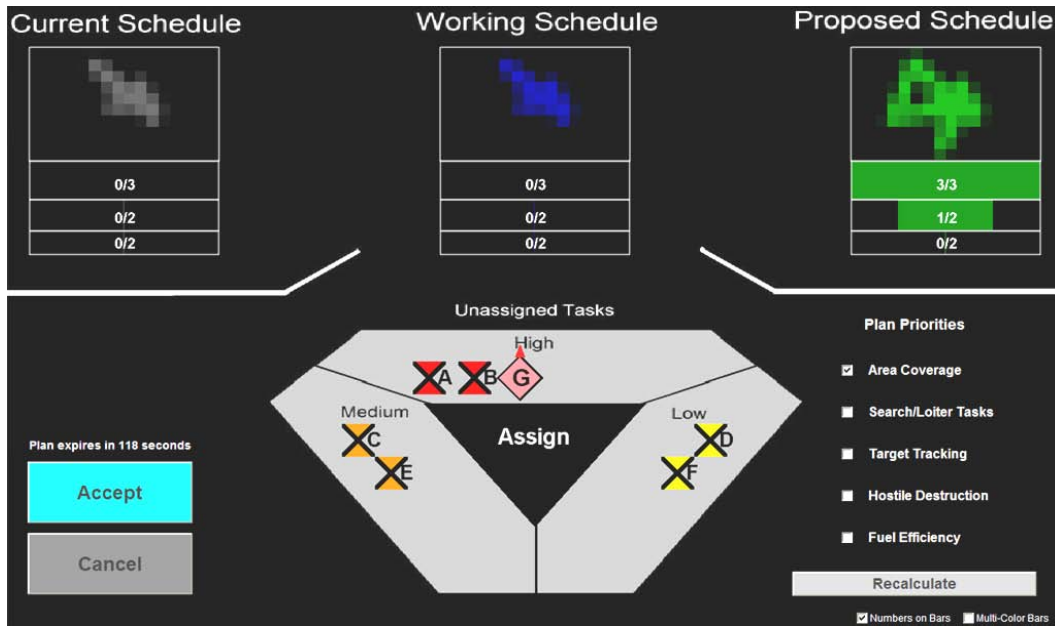 Current Schedule
Working Schedule
Proposed Schedule
0/3
0/2
0/2
0/3
0/2
0/2
3/3
1/2
0/2
Unassigned Tasks
High
A
B
G
Medium
C
E
Low
D
F
Assign
Plan expires in 118 seconds
Accept
Cancel
Plan Priorities
Area Coverage
Search/Loiter Tasks
Target Tracking
Hostile Destruction
Fuel Efficiency
Recalculate
Numbers on Bars
Multi-Color Bars